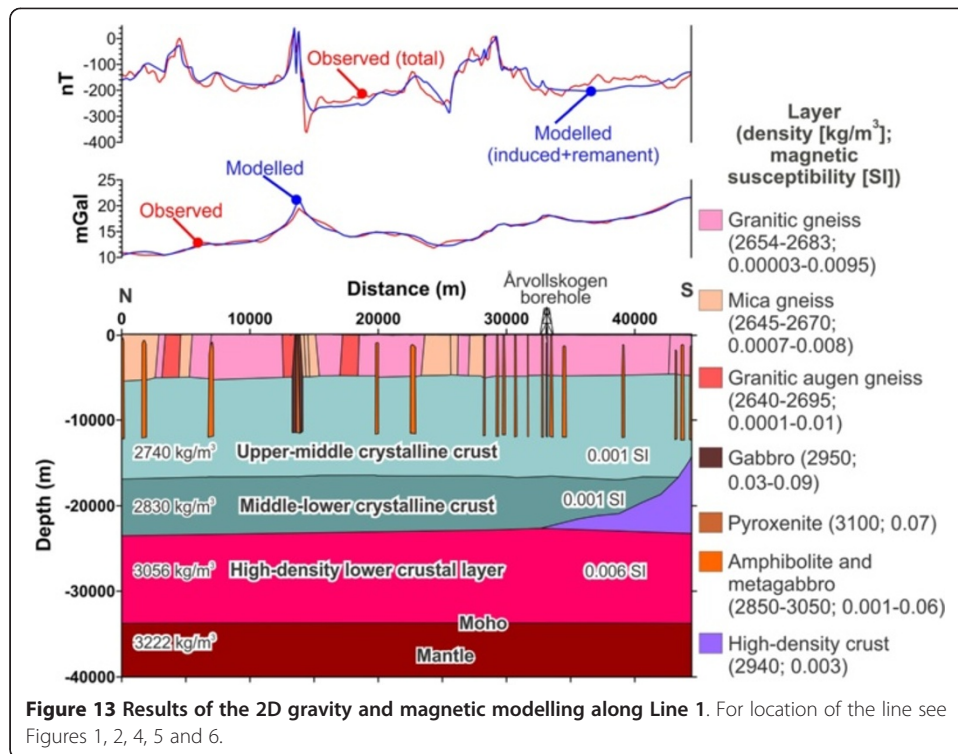 0
-100
-200
-300
-400
nT
Observed (total)
Modelled
(induced+remanent)
25
20
15
10
mGal
Modelled
Observed
N
Distance (m)
Årvollskogen
borehole
S
0 10000 20000 30000 40000
0
-10000
-20000
-30000
-40000
Depth (m)
2740 kg/m³ Upper-middle crystalline crust 0.001 SI
2830 kg/m³ Middle-lower crystalline crust 0.001 SI
3056 kg/m³ High-density lower crustal layer 0.006 SI
Moho
3222 kg/m³
Mantle
Layer
(density [kg/m³];
magnetic
susceptibility [SI])
Granitic gneiss
(2654-2683;
0.00003-0.0095)
Mica gneiss
(2645-2670;
0.0007-0.008)
Granitic augen gneiss
(2640-2695;
0.0001-0.01)
Gabbro (2950;
0.03-0.09)
Pyroxenite (3100; 0.07)
Amphibolite and
metagabbro
(2850-3050; 0.001-0.06)
High-density crust
(2940; 0.003)
Figure 13 Results of the 2D gravity and magnetic modelling along Line 1. For location of the line see
Figures 1, 2, 4, 5 and 6.